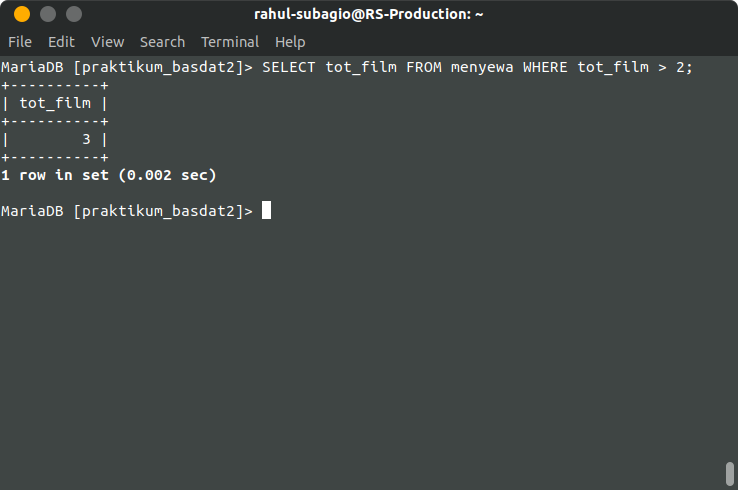 rahul-subagio@RS-Production: ~
File Edit View Search Terminal Help
MariaDB [praktikum_basdat2]> SELECT tot_film FROM menyewa WHERE tot_film > 2;
+----------+
| tot_film |
+----------+
|        3 |
+----------+
1 row in set (0.002 sec)
MariaDB [praktikum_basdat2]>